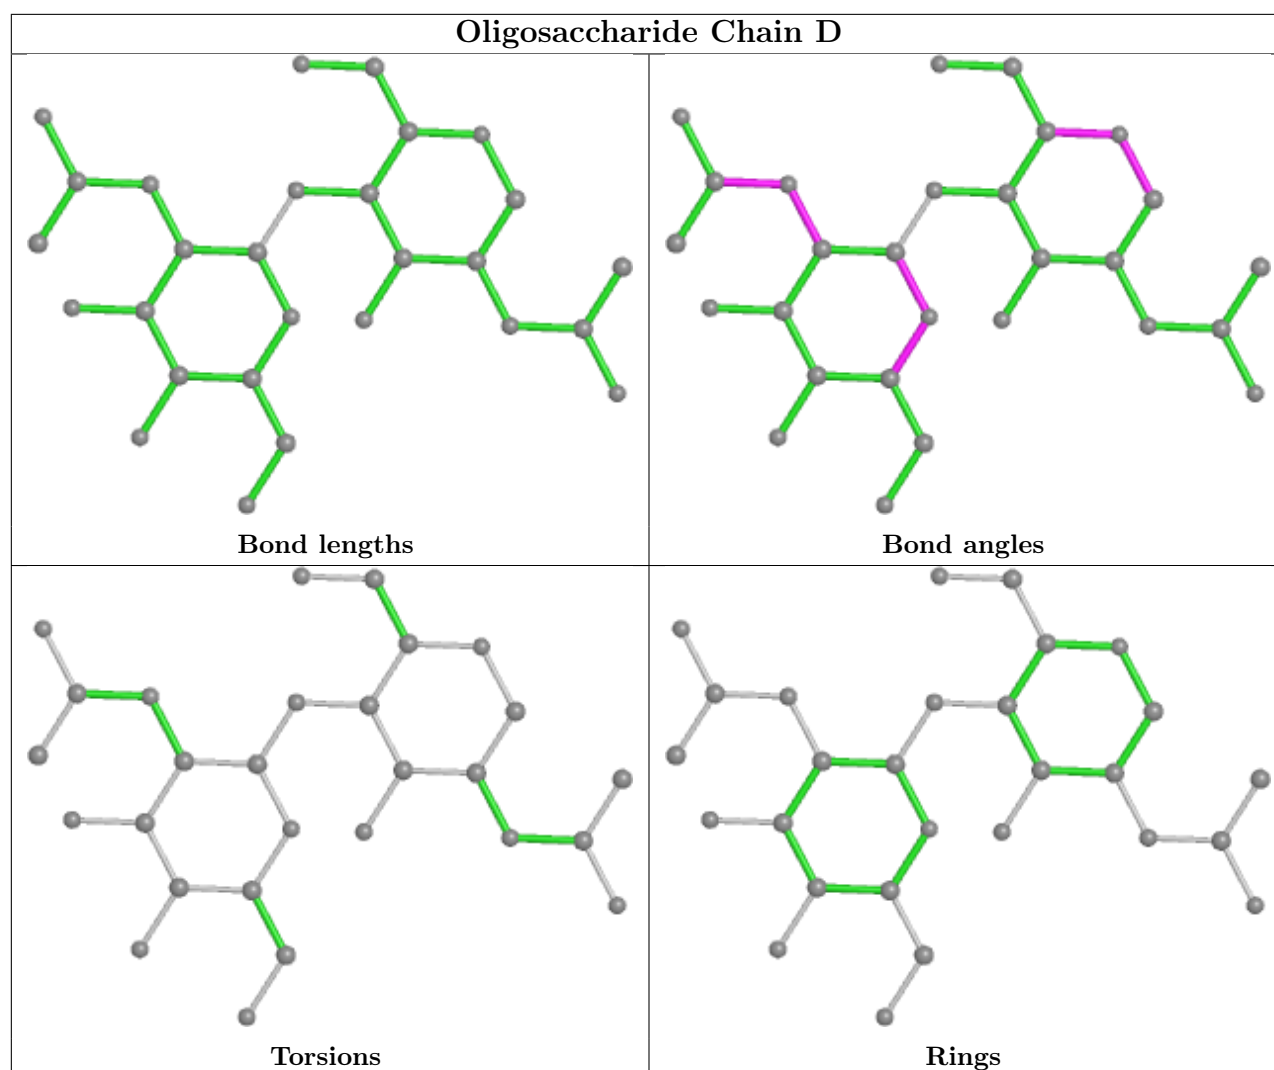 Oligosaccharide Chain D
Bond lengths
Bond angles
Torsions
Rings